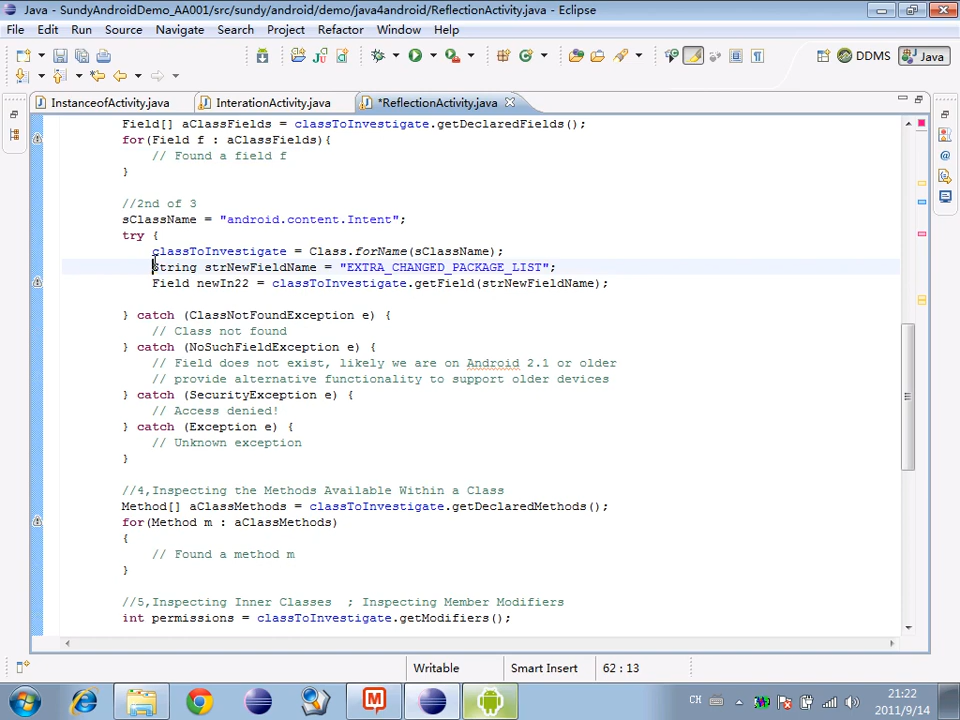 Java - SundyAndroidDemo_AA001/src/sundy/android/demo/java4android/ReflectionActivity.java - Eclipse
File Edit Run Source Navigate Search Project Refactor Window Help
DDMS Java
InstanceofActivity.java InterationActivity.java *ReflectionActivity.java
Field[] aClassFields = classToInvestigate.getDeclaredFields();
for(Field f : aClassFields){
// Found a field f
}
//2nd of 3
sClassName = "android.content.Intent";
try {
classToInvestigate = Class.forName(sClassName);
String strNewFieldName = "EXTRA_CHANGED_PACKAGE_LIST";
Field newIn22 = classToInvestigate.getField(strNewFieldName);
} catch (ClassNotFoundException e) {
// Class not found
} catch (NoSuchFieldException e) {
// Field does not exist, likely we are on Android 2.1 or older
// provide alternative functionality to support older devices
} catch (SecurityException e) {
// Access denied!
} catch (Exception e) {
// Unknown exception
}
//4,Inspecting the Methods Available Within a Class
Method[] aClassMethods = classToInvestigate.getDeclaredMethods();
for(Method m : aClassMethods)
{
// Found a method m
}
//5,Inspecting Inner Classes ; Inspecting Member Modifiers
int permissions = classToInvestigate.getModifiers();
Writable Smart Insert 62 : 13
CH 21:22
2011/9/14